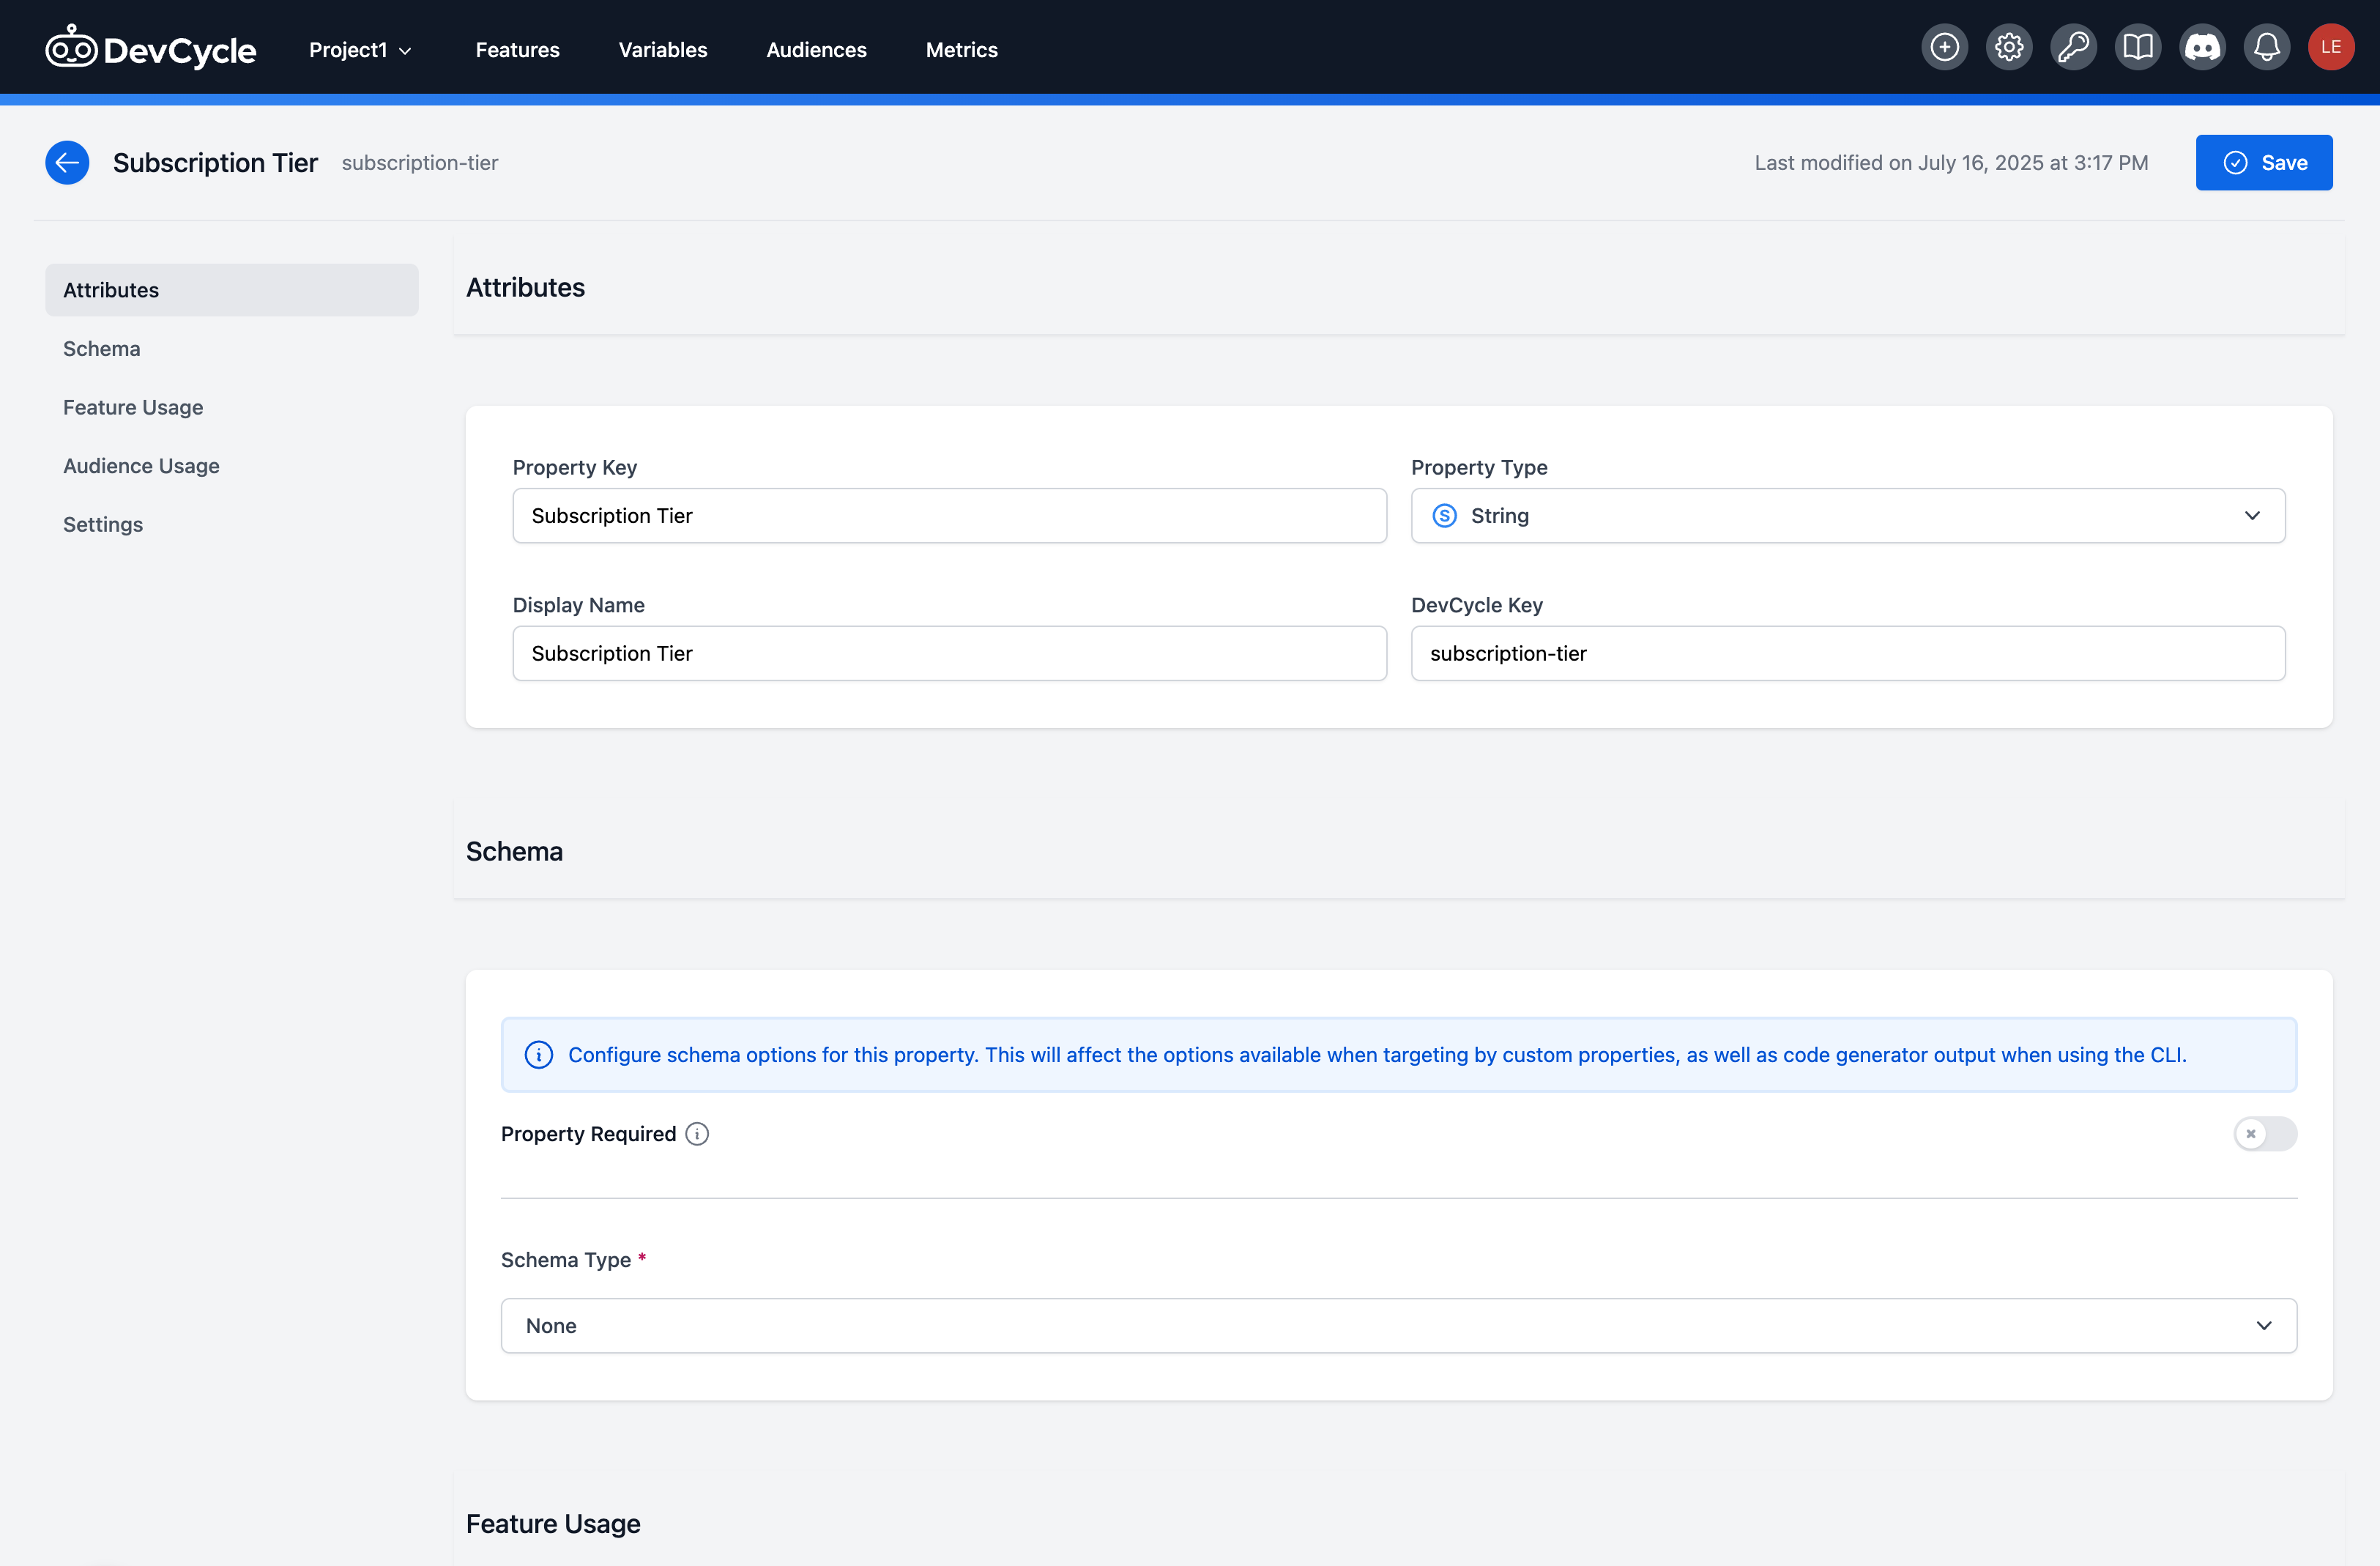 DevCycle Project1 Features Variables Audiences Metrics LE
Subscription Tier subscription-tier Last modified on July 16, 2025 at 3:17 PM Save
Attributes
Schema
Feature Usage
Audience Usage
Settings
Attributes
Property Key Property Type
Subscription Tier S String
Display Name DevCycle Key
Subscription Tier subscription-tier
Schema
Configure schema options for this property. This will affect the options available when targeting by custom properties, as well as code generator output when using the CLI.
Property Required
Schema Type *
None
Feature Usage